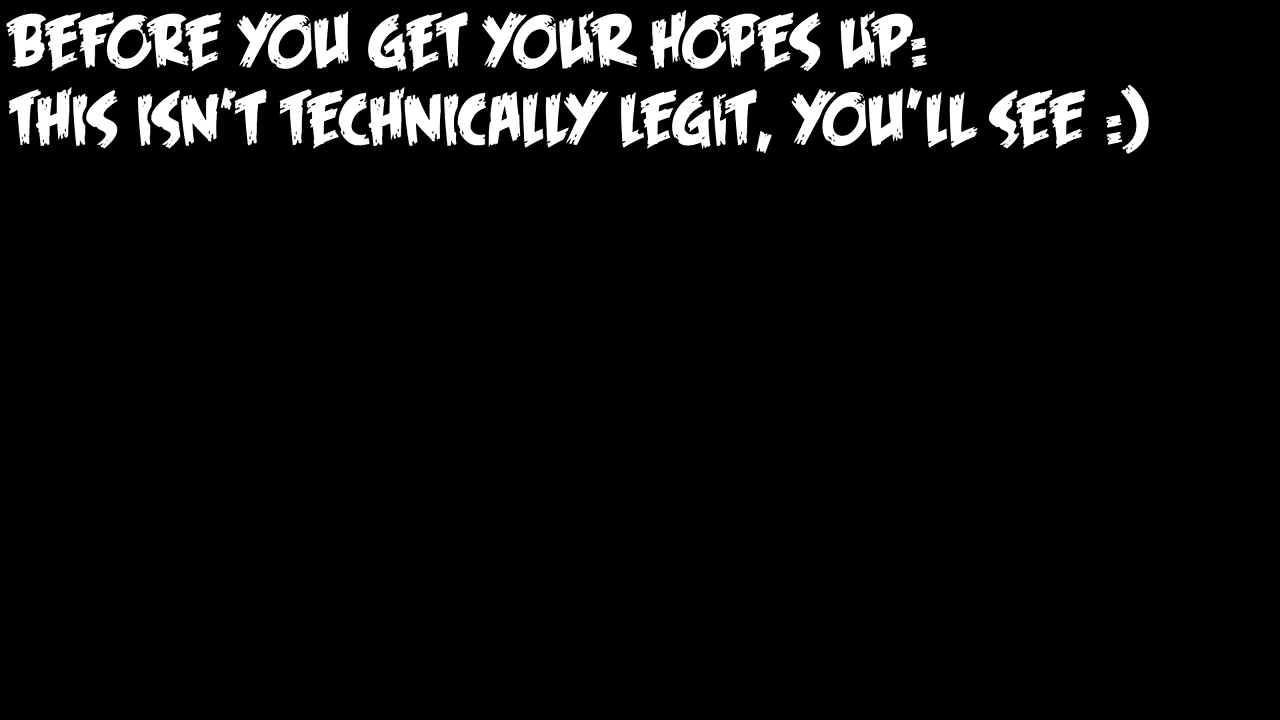 BEFORE YOU GET YOUR HOPES UP:
THIS ISN'T TECHNICALLY LEGIT, YOU'LL SEE :)